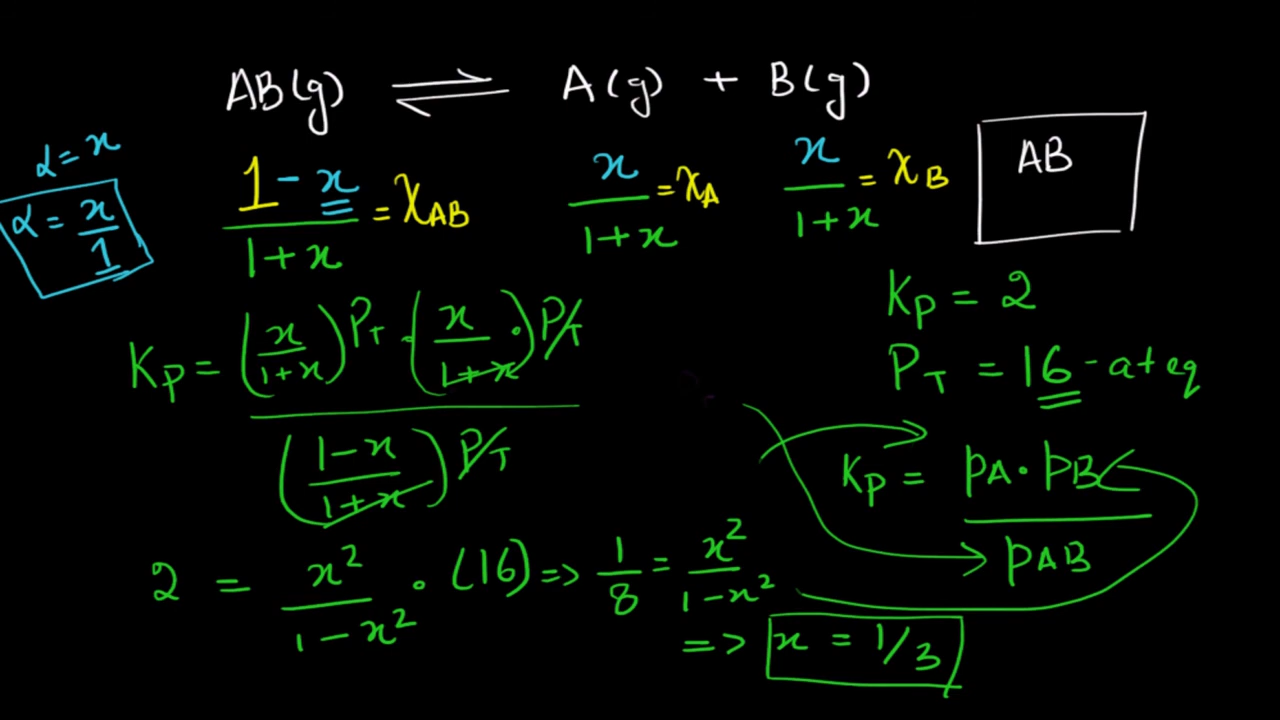 AB(g) ⇌ A(g) + B(g)
AB
α = x
α = x/1
(1 - x)/(1 + x) = χAB
x/(1 + x) = χA
x/(1 + x) = χB
KP = 2
PT = 16 - at eq
KP = (x/(1+x)) PT · (x/(1+x) ·) PT / ((1-x)/(1+x)) PT
KP = pA · pB / pAB
2 = x²/(1 - x²) · (16) => 1/8 = x²/(1 - x²)
=> x = 1/3